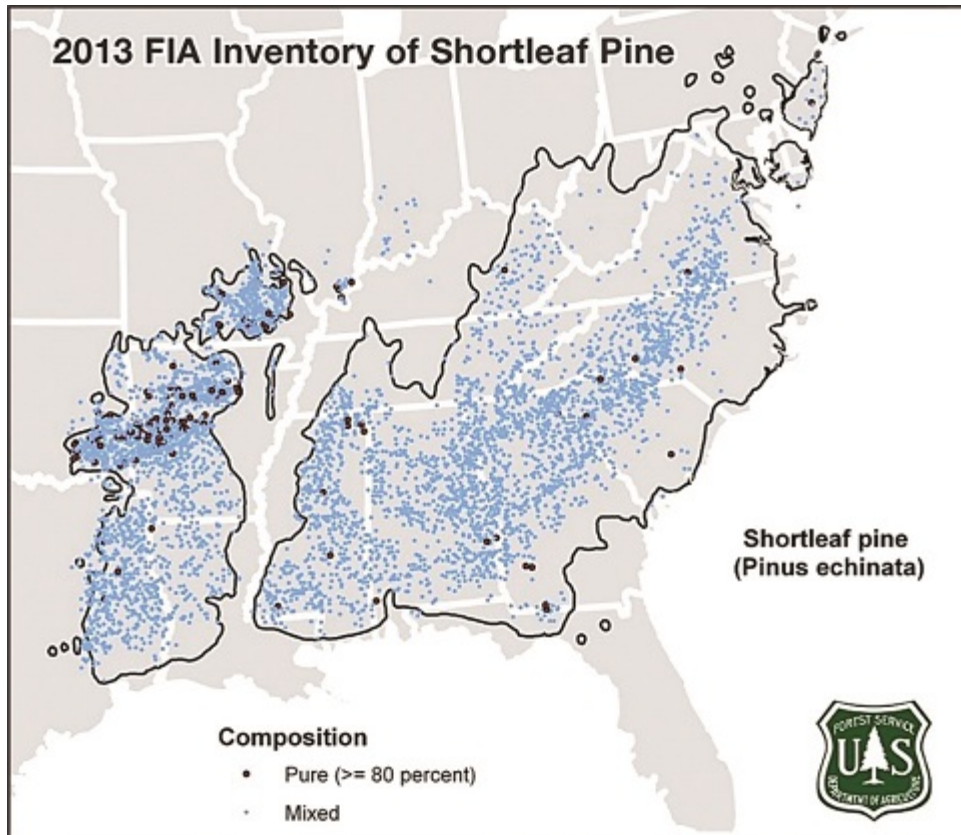 2013 FIA Inventory of Shortleaf Pine
Shortleaf pine
(Pinus echinata)
Composition
Pure (>= 80 percent)
Mixed
FOREST SERVICE
U S
DEPARTMENT OF AGRICULTURE